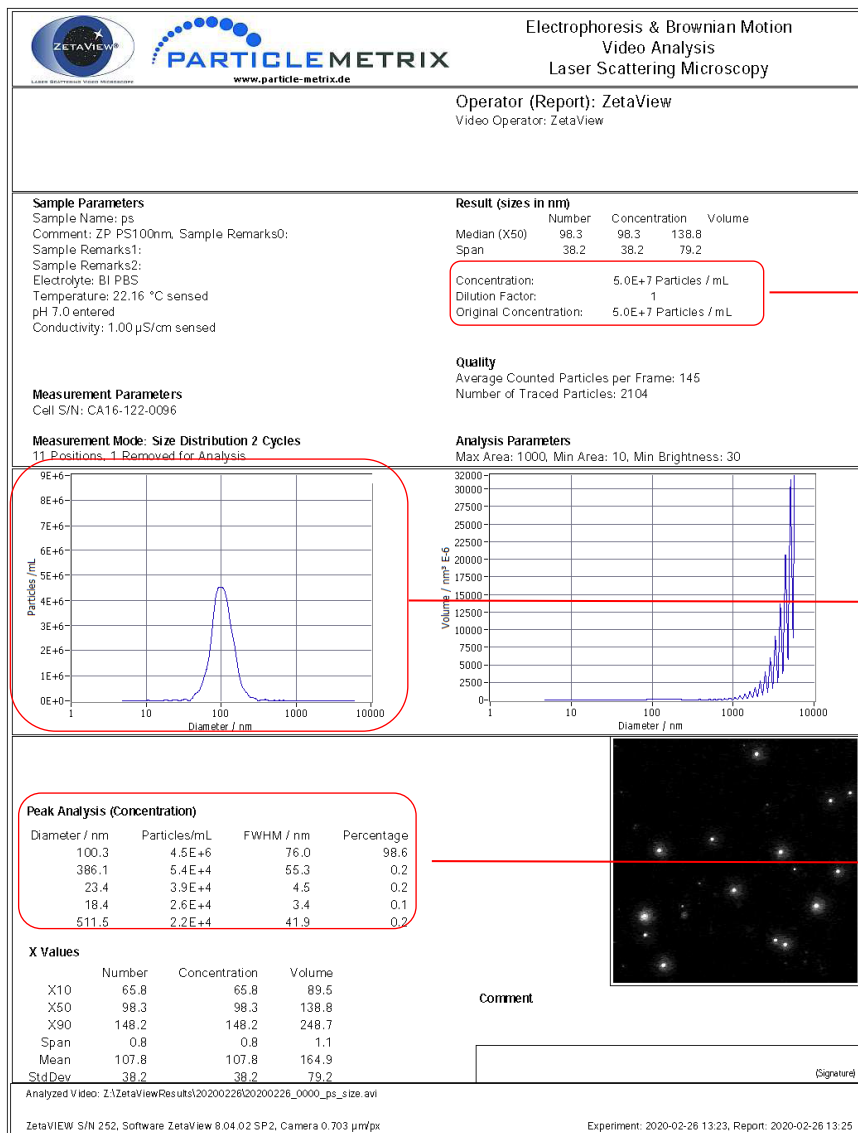 ZETAVIEW®
LASER SCATTERING VIDEO MICROSCOPE
PARTICLEMETRIX
www.particle-metrix.de
Electrophoresis & Brownian Motion
Video Analysis
Laser Scattering Microscopy
Operator (Report): ZetaView
Video Operator: ZetaView
Sample Parameters
Sample Name: ps
Comment: ZP PS100nm, Sample Remarks0:
Sample Remarks1:
Sample Remarks2:
Electrolyte: BI PBS
Temperature: 22.16 °C sensed
pH 7.0 entered
Conductivity: 1.00 µS/cm sensed
Measurement Parameters
Cell S/N: CA16-122-0096
Measurement Mode: Size Distribution 2 Cycles
11 Positions, 1 Removed for Analysis
Result (sizes in nm)
Number Concentration Volume
Median (X50) 98.3 98.3 138.8
Span 38.2 38.2 79.2
Concentration: 5.0E+7 Particles / mL
Dilution Factor: 1
Original Concentration: 5.0E+7 Particles / mL
Quality
Average Counted Particles per Frame: 145
Number of Traced Particles: 2104
Analysis Parameters
Max Area: 1000, Min Area: 10, Min Brightness: 30
Particles /mL
9E+6
8E+6
7E+6
6E+6
5E+6
4E+6
3E+6
2E+6
1E+6
0E+0
1 10 100 1000 10000
Diameter / nm
Volume / nm³ E-6
32000
30000
27500
25000
22500
20000
17500
15000
12500
10000
7500
5000
2500
0
1 10 100 1000 10000
Diameter / nm
Peak Analysis (Concentration)
Diameter / nm Particles/mL FWHM / nm Percentage
100.3 4.5E+6 76.0 98.6
386.1 5.4E+4 55.3 0.2
23.4 3.9E+4 4.5 0.2
18.4 2.6E+4 3.4 0.1
511.5 2.2E+4 41.9 0.2
X Values
Number Concentration Volume
X10 65.8 65.8 89.5
X50 98.3 98.3 138.8
X90 148.2 148.2 248.7
Span 0.8 0.8 1.1
Mean 107.8 107.8 164.9
StdDev 38.2 38.2 79.2
Comment
(Signature)
Analyzed Video: Z:\ZetaViewResults\20200226\20200226_0000_ps_size.avi
ZetaVIEW S/N 252, Software ZetaView 8.04.02 SP2, Camera 0.703 µm/px
Experiment: 2020-02-26 13:23, Report: 2020-02-26 13:25